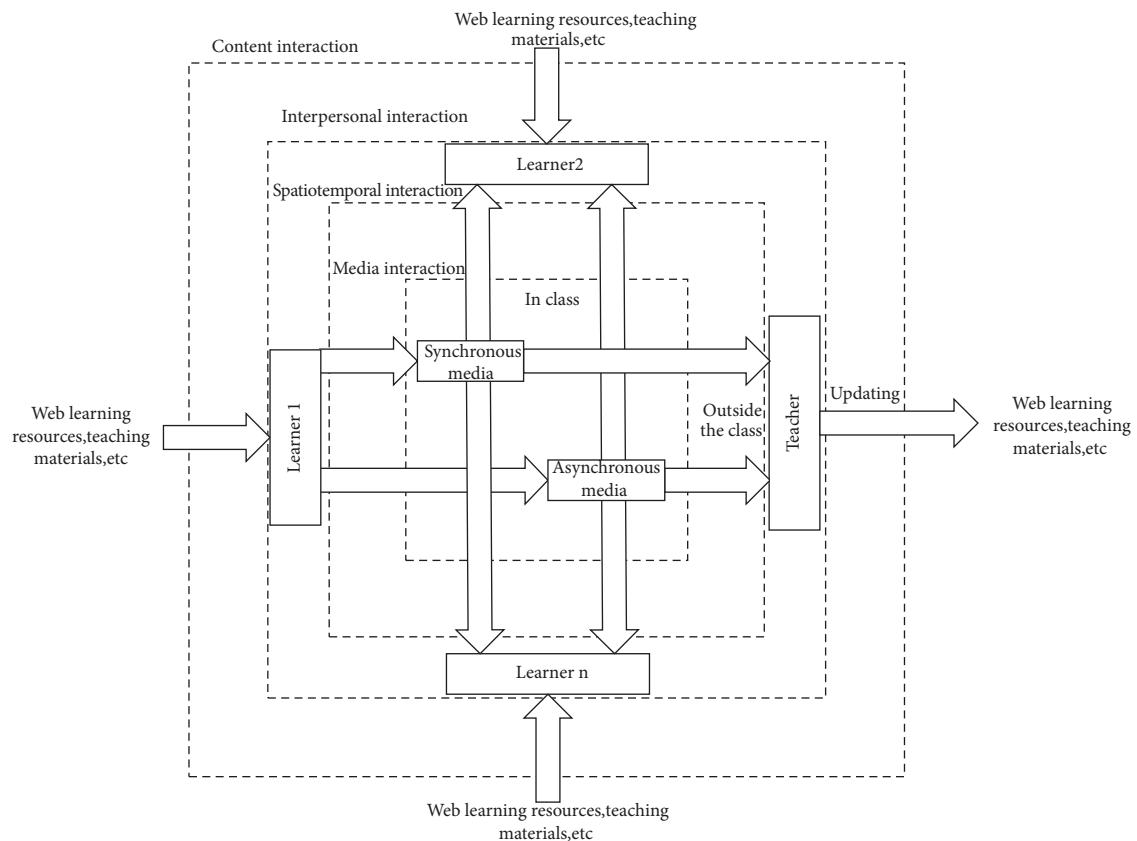 Web learning resources,teaching
materials,etc
Content interaction
Interpersonal interaction
Learner2
Spatiotemporal interaction
Media interaction
In class
Synchronous
media
Learner 1
Web learning
resources,teaching
materials,etc
Outside
the class
Teacher
Updating
Web learning
resources,teaching
materials,etc
Asynchronous
media
Learner n
Web learning resources,teaching
materials,etc